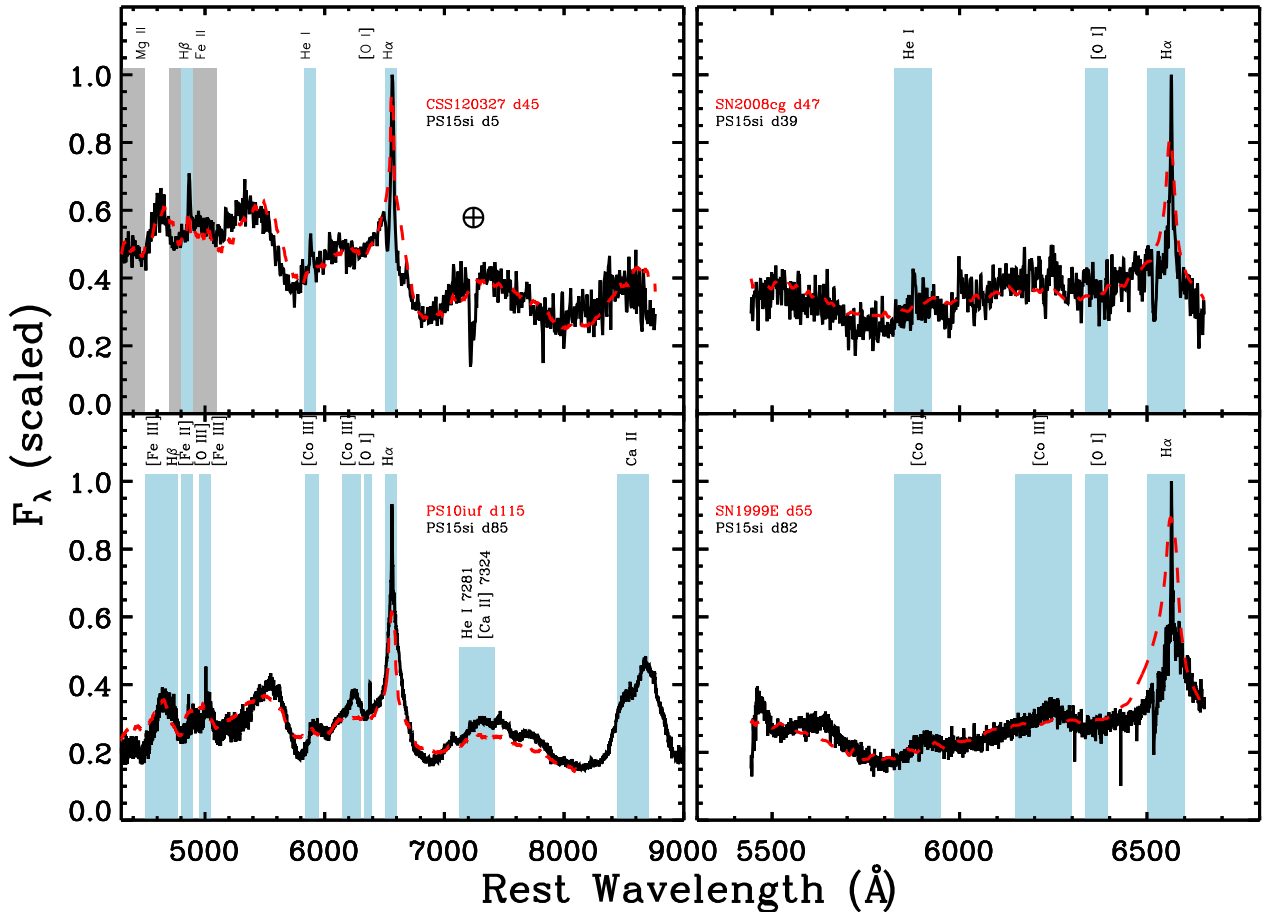 Mg II
Hβ
Fe II
He I
[O I]
Hα
CSS120327 d45
PS15si d5
1.0
0.8
0.6
0.4
0.2
0.0
He I
[O I]
Hα
SN2008cg d47
PS15si d39
[Fe III]
Hβ
[Fe II]
[O III]
[Fe III]
[Co III]
[Co III]
[O I]
Hα
Ca II
PS10iuf d115
PS15si d85
He I 7281
[Ca II] 7324
1.0
0.8
0.6
0.4
0.2
0.0
[Co III]
[Co III]
[O I]
Hα
SN1999E d55
PS15si d82
5000 6000 7000 8000 9000
5500 6000 6500
Fλ (scaled)
Rest Wavelength (Å)